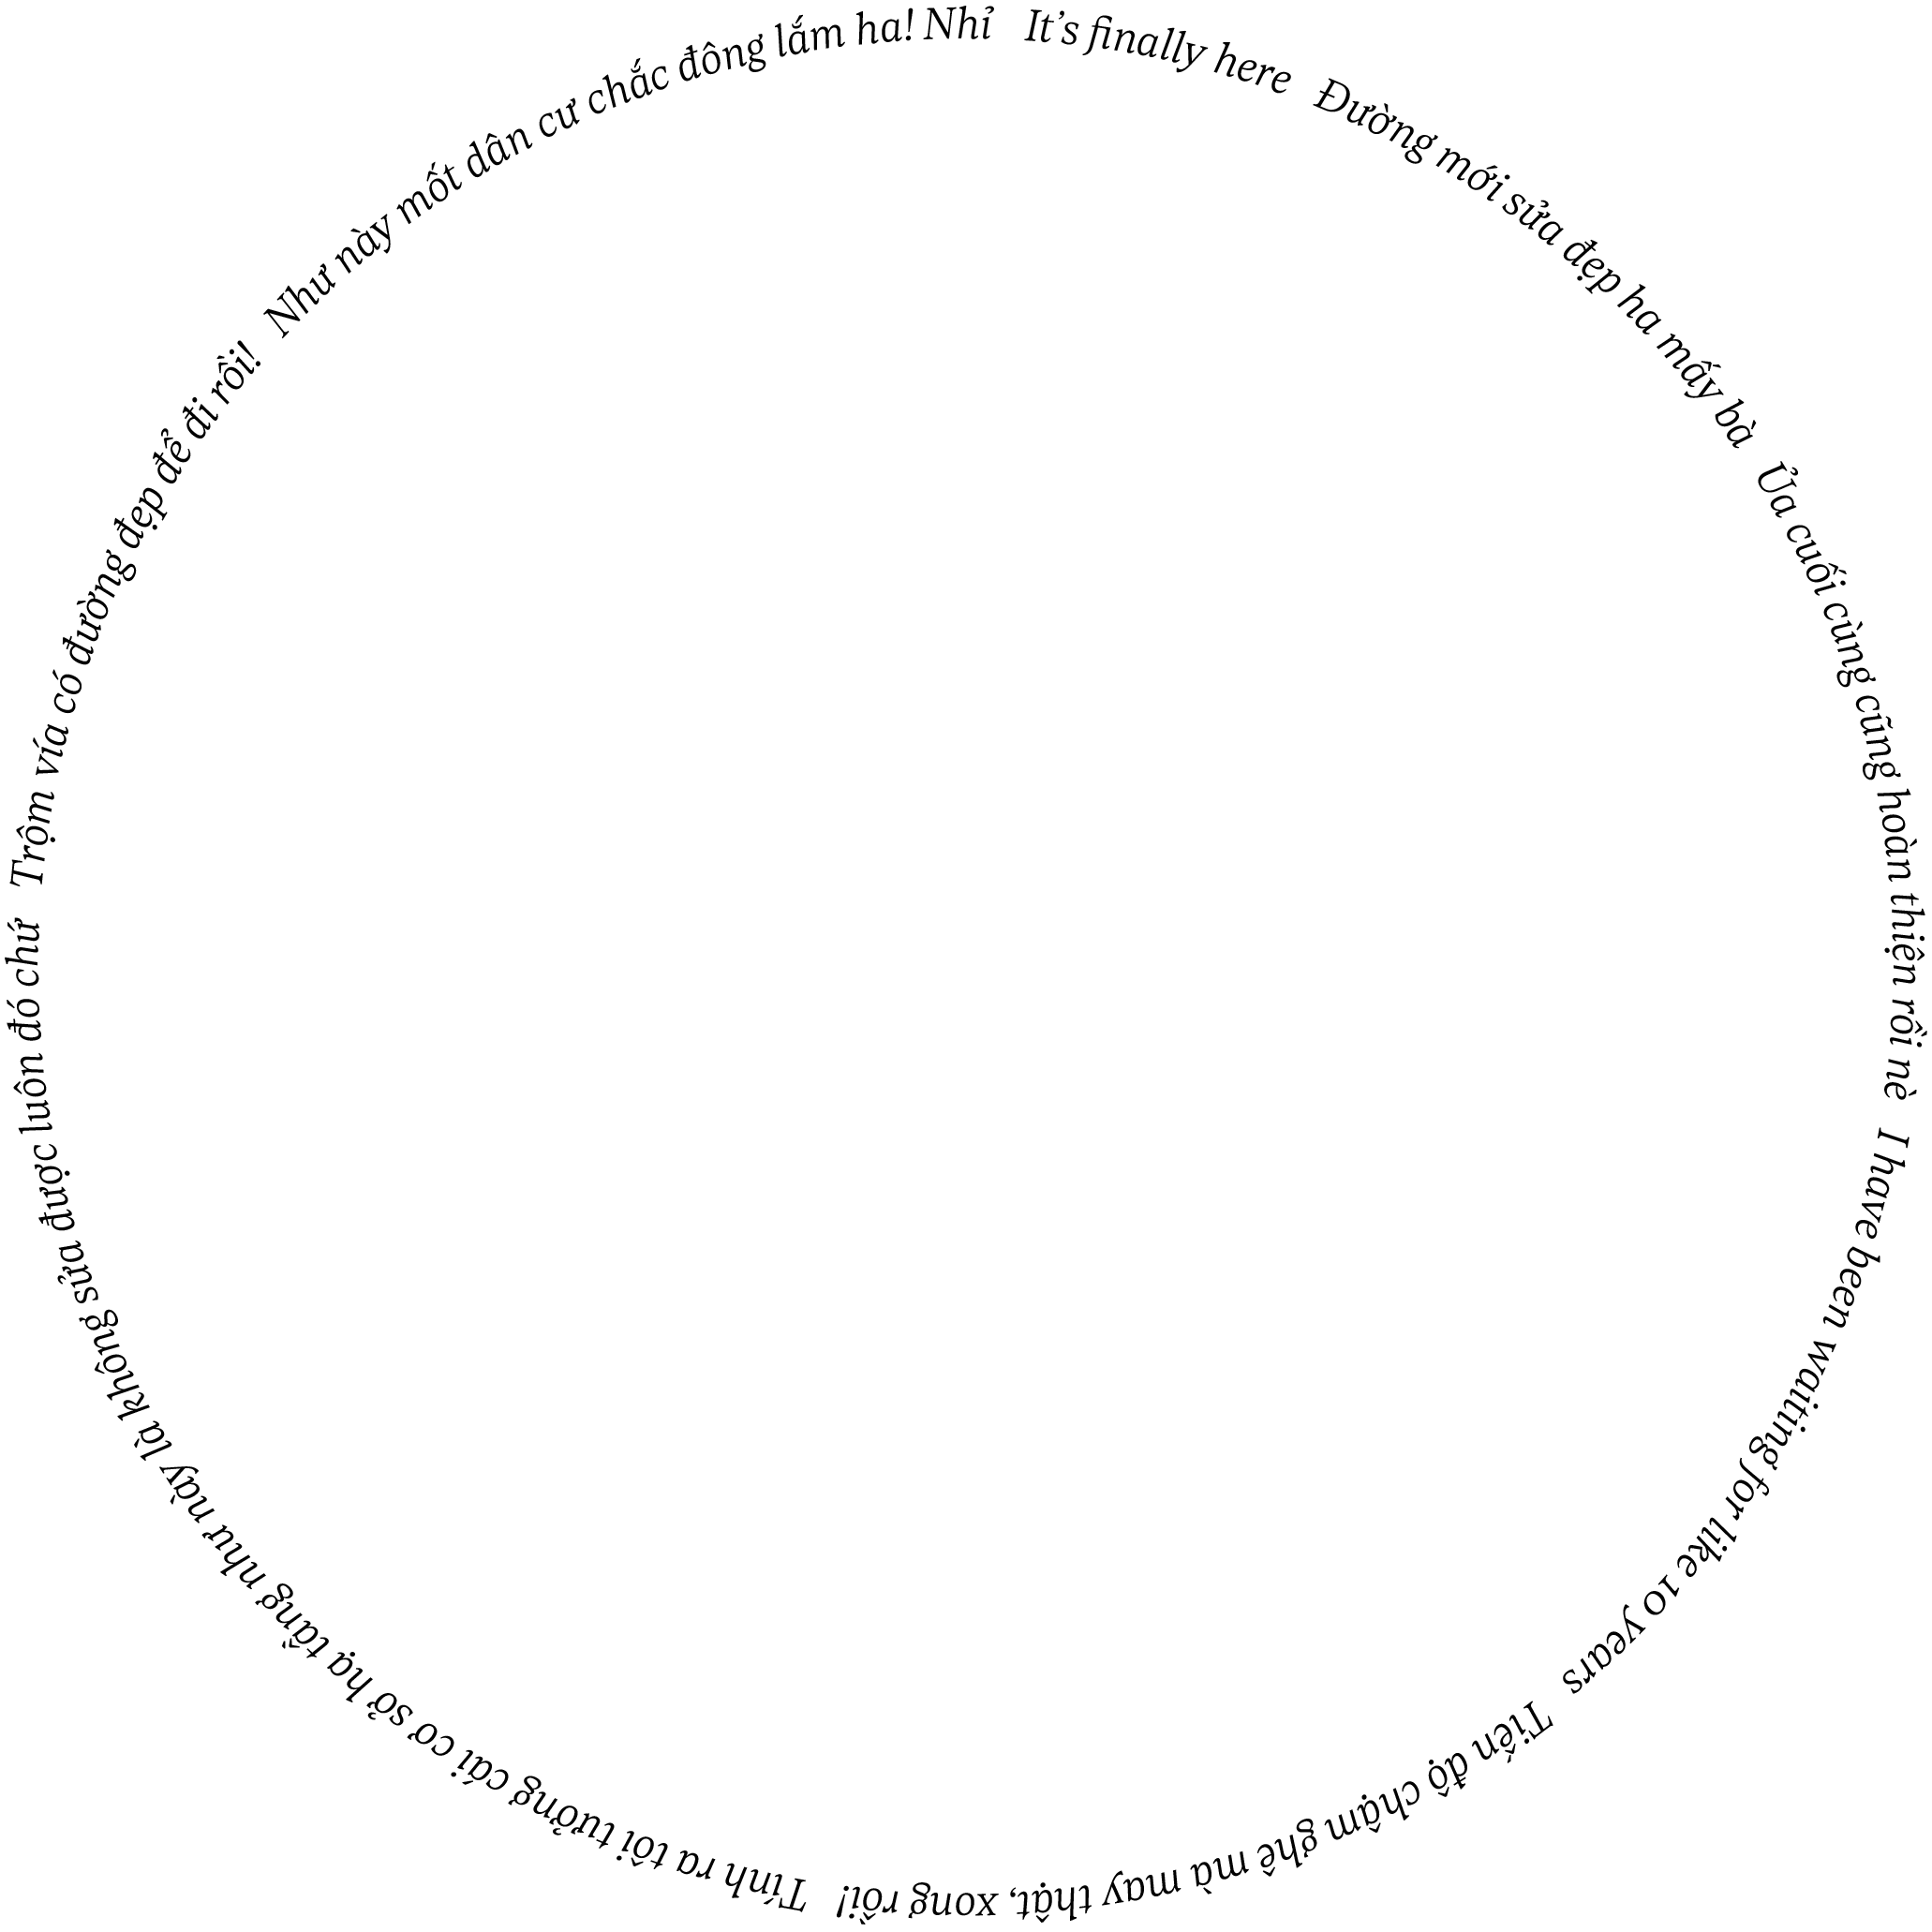 It's finally here
Đường mới sửa đẹp ha mấy bà
Ủa cuối cùng cũng hoàn thiện rồi nè
I have been waiting for like 10 years
Tiến độ chậm ghê mà may thật, xong rồi!
Tính ra tôi tưởng cái cơ sở hạ tầng như này là không sửa được luôn đó chứ
Trộm vía có đường đẹp để đi rồi!
Như này mốt dân cư chắc đông lắm ha! Nhỉ